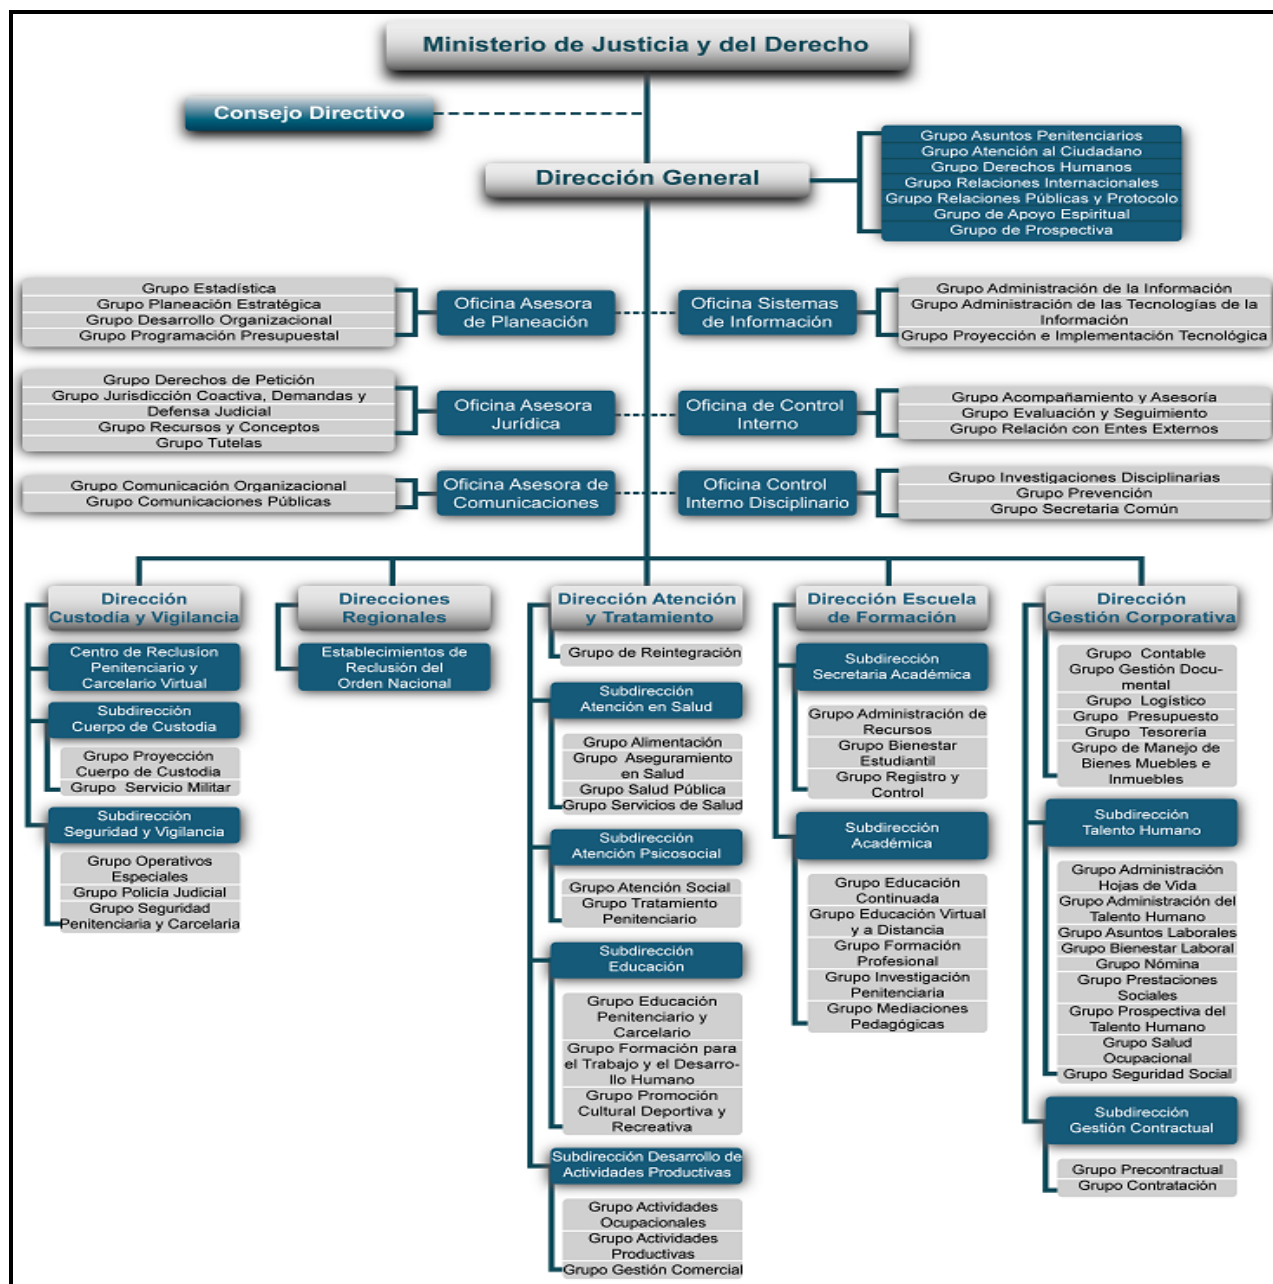 Ministerio de Justicia y del Derecho
Consejo Directivo
Dirección General
Grupo Asuntos Penitenciarios
Grupo Atención al Ciudadano
Grupo Derechos Humanos
Grupo Relaciones Internacionales
Grupo Relaciones Públicas y Protocolo
Grupo de Apoyo Espiritual
Grupo de Prospectiva
Grupo Estadística
Grupo Planeación Estratégica
Grupo Desarrollo Organizacional
Grupo Programación Presupuestal
Oficina Asesora
de Planeación
Oficina Sistemas
de Información
Grupo Administración de la Información
Grupo Administración de las Tecnologías de la
Información
Grupo Proyección e Implementación Tecnológica
Grupo Derechos de Petición
Grupo Jurisdicción Coactiva, Demandas y
Defensa Judicial
Grupo Recursos y Conceptos
Grupo Tutelas
Oficina Asesora
Jurídica
Oficina de Control
Interno
Grupo Acompañamiento y Asesoría
Grupo Evaluación y Seguimiento
Grupo Relación con Entes Externos
Grupo Comunicación Organizacional
Grupo Comunicaciones Públicas
Oficina Asesora de
Comunicaciones
Oficina Control
Interno Disciplinario
Grupo Investigaciones Disciplinarias
Grupo Prevención
Grupo Secretaria Común
Dirección
Custodía y Vigilancia
Centro de Reclusíon
Penitenciario y
Carcelario Virtual
Subdirección
Cuerpo de Custodía
Grupo Proyección
Cuerpo de Custodía
Grupo Servicio Militar
Subdirección
Seguridad y Vigilancia
Grupo Operativos
Especiales
Grupo Policía Judicial
Grupo Seguridad
Penitenciaria y Carcelaria
Direcciones
Regionales
Establecimientos de
Reclusión del
Orden Nacional
Dirección Atención
y Tratamiento
Grupo de Reintegración
Subdirección
Atención en Salud
Grupo Alimentación
Grupo Aseguramiento
en Salud
Grupo Salud Pública
Grupo Servicios de Salud
Subdirección
Atención Psicosocial
Grupo Atención Social
Grupo Tratamiento
Penitenciario
Subdirección
Educación
Grupo Educación
Penitenciario y
Carcelario
Grupo Formación para
el Trabajo y el Desarro-
llo Humano
Grupo Promoción
Cultural Deportiva y
Recreativa
Subdirección Desarrollo de
Actividades Productivas
Grupo Actividades
Ocupacionales
Grupo Actividades
Productivas
Grupo Gestión Comercial
Dirección Escuela
de Formación
Subdirección
Secretaria Académica
Grupo Administración de
Recursos
Grupo Bienestar
Estudiantil
Grupo Registro y
Control
Subdirección
Académica
Grupo Educación
Continuada
Grupo Educación Virtual
y a Distancia
Grupo Formación
Profesional
Grupo Investigación
Penitenciaria
Grupo Mediaciones
Pedagógicas
Dirección
Gestión Corporativa
Grupo Contable
Grupo Gestión Docu-
mental
Grupo Logístico
Grupo Presupuesto
Grupo Tesorería
Grupo de Manejo de
Bienes Muebles e
Inmuebles
Subdirección
Talento Humano
Grupo Administración
Hojas de Vida
Grupo Administración del
Talento Humano
Grupo Asuntos Laborales
Grupo Bienestar Laboral
Grupo Nómina
Grupo Prestaciones
Sociales
Grupo Prospectiva del
Talento Humano
Grupo Salud
Ocupacional
Grupo Seguridad Social
Subdirección
Gestión Contractual
Grupo Precontractual
Grupo Contratación